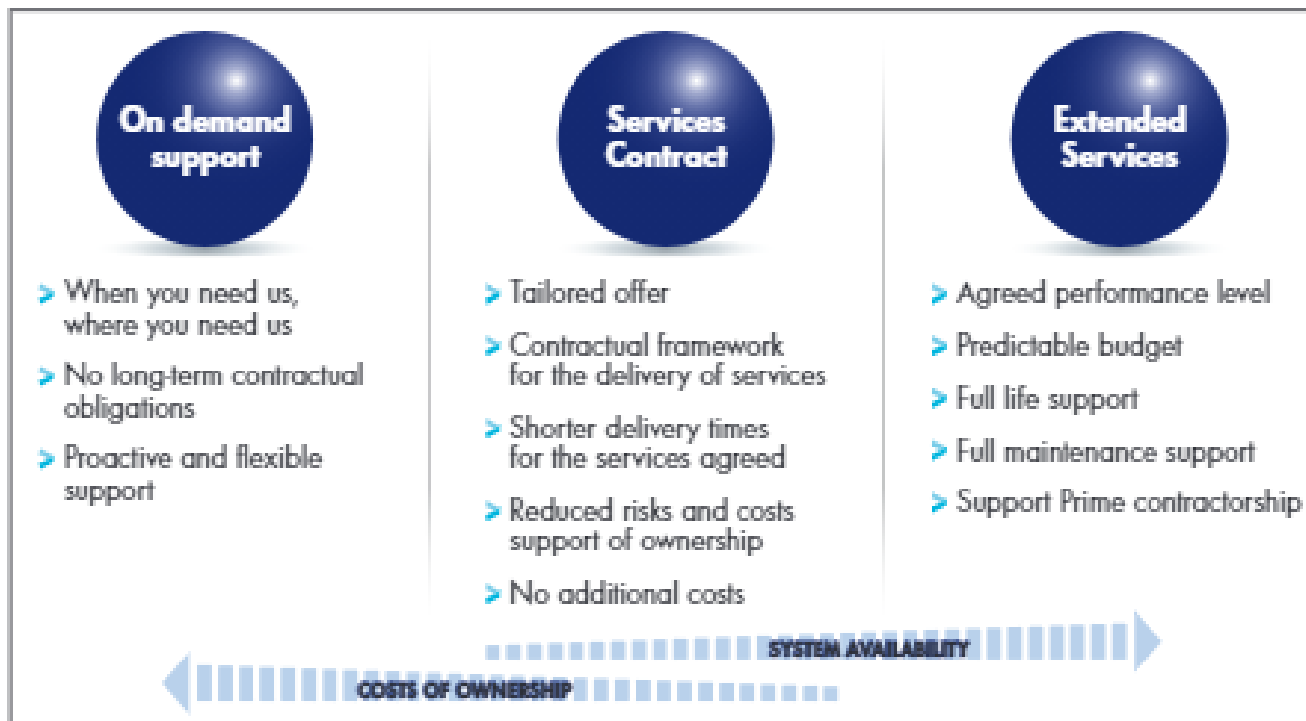 On demand
support
> When you need us,
where you need us
> No long-term contractual
obligations
> Proactive and flexible
support
Services
Contract
> Tailored offer
> Contractual framework
for the delivery of services
> Shorter delivery times
for the services agreed
> Reduced risks and costs
support of ownership
> No additional costs
Extended
Services
> Agreed performance level
> Predictable budget
> Full life support
> Full maintenance support
> Support Prime contractorship
SYSTEM AVAILABILITY
COSTS OF OWNERSHIP